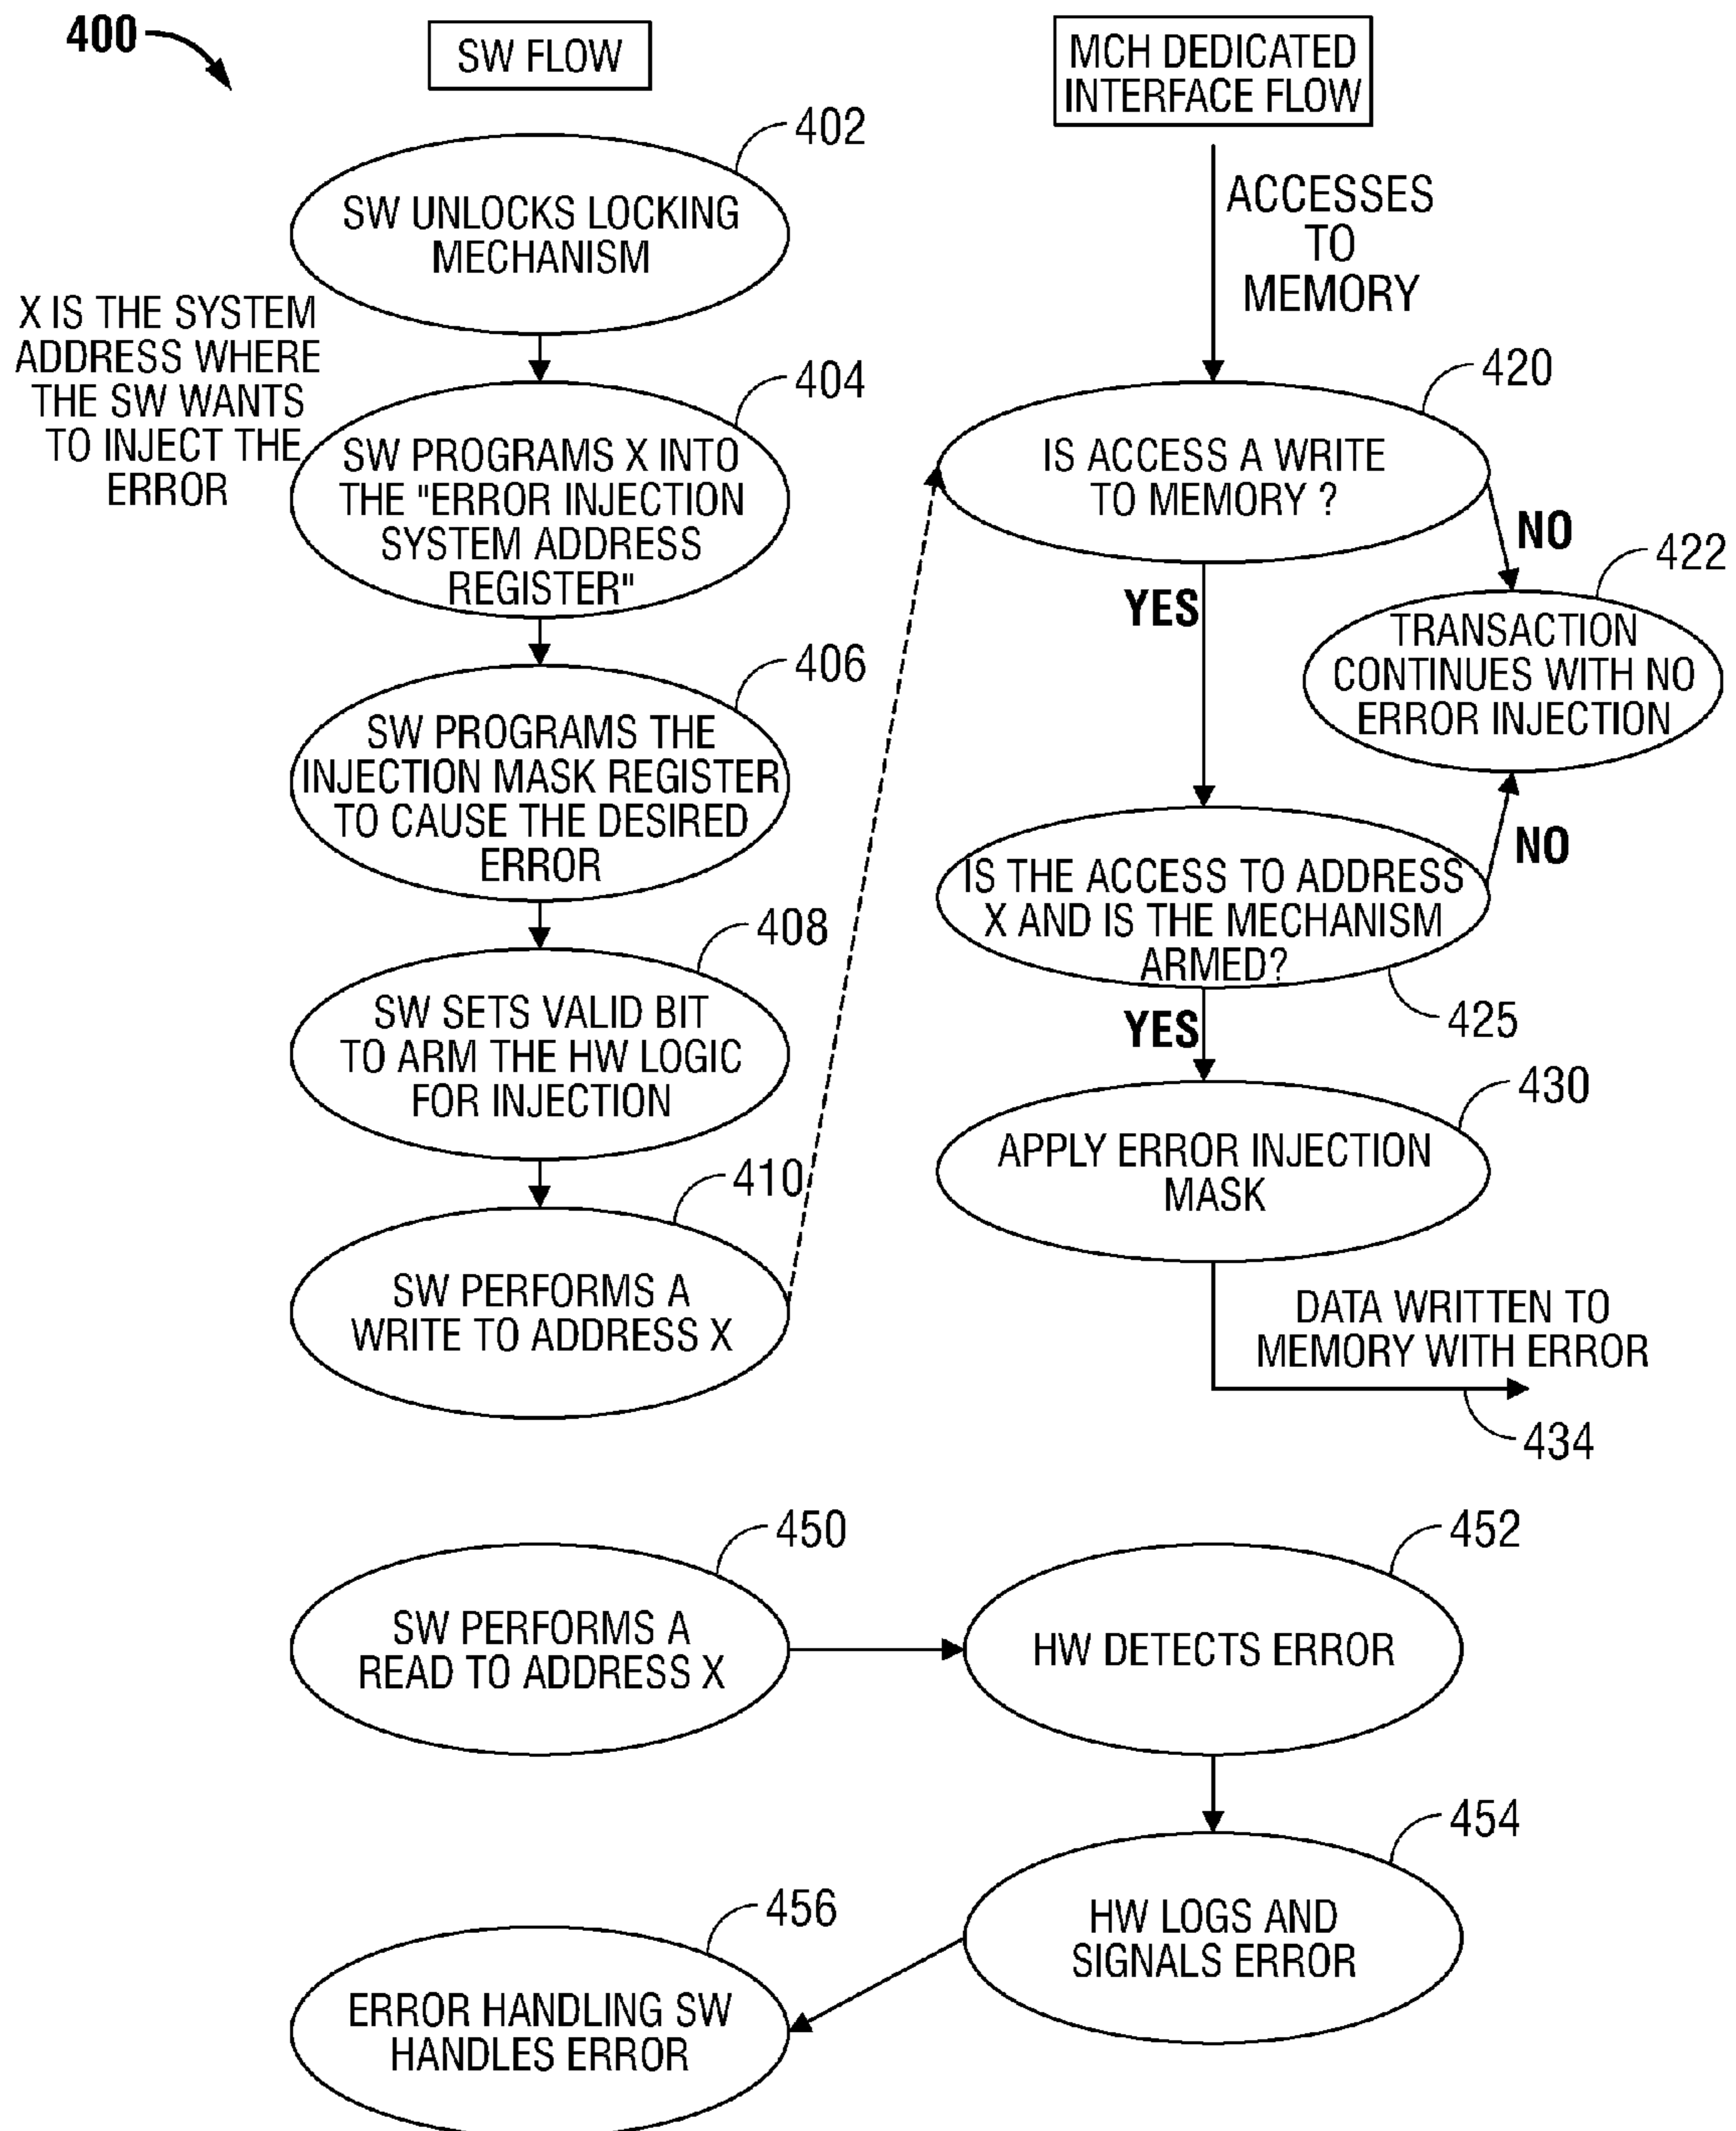 400
SW FLOW
402
SW UNLOCKS LOCKING
MECHANISM
X IS THE SYSTEM
ADDRESS WHERE
THE SW WANTS
TO INJECT THE
ERROR
404
SW PROGRAMS X INTO
THE "ERROR INJECTION
SYSTEM ADDRESS
REGISTER"
406
SW PROGRAMS THE
INJECTION MASK REGISTER
TO CAUSE THE DESIRED
ERROR
408
SW SETS VALID BIT
TO ARM THE HW LOGIC
FOR INJECTION
410
SW PERFORMS A
WRITE TO ADDRESS X
MCH DEDICATED
INTERFACE FLOW
ACCESSES
TO
MEMORY
420
IS ACCESS A WRITE
TO MEMORY ?
NO
422
YES
TRANSACTION
CONTINUES WITH NO
ERROR INJECTION
NO
IS THE ACCESS TO ADDRESS
X AND IS THE MECHANISM
ARMED?
425
YES
430
APPLY ERROR INJECTION
MASK
DATA WRITTEN TO
MEMORY WITH ERROR
434
450
SW PERFORMS A
READ TO ADDRESS X
452
HW DETECTS ERROR
454
HW LOGS AND
SIGNALS ERROR
456
ERROR HANDLING SW
HANDLES ERROR